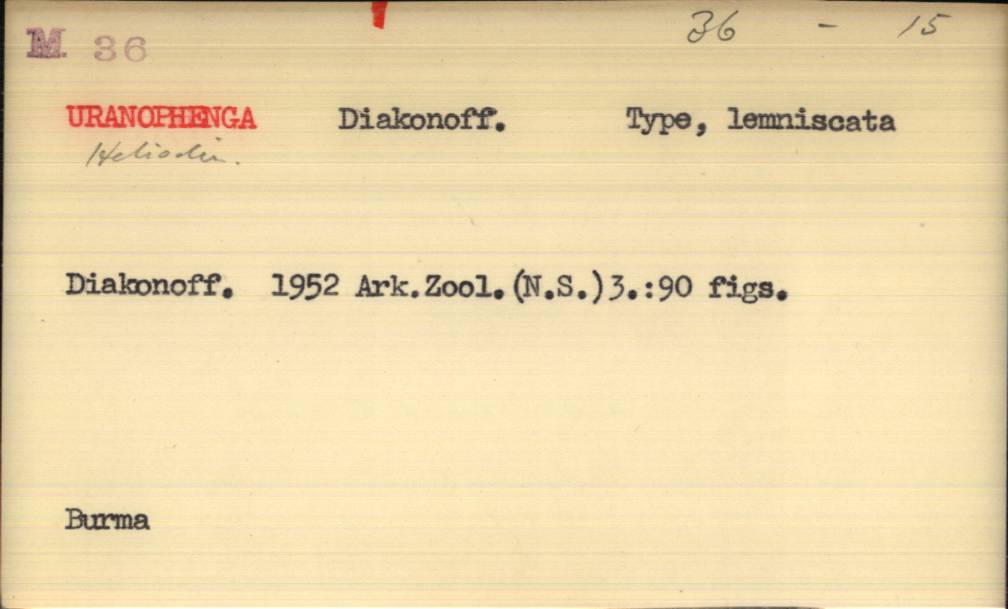 M. 36
36 - 15
URANOPHENGA Diakonoff. Type, lemniscata
Heliodin.
Diakonoff. 1952 Ark.Zool.(N.S.)3.:90 figs.
Burma